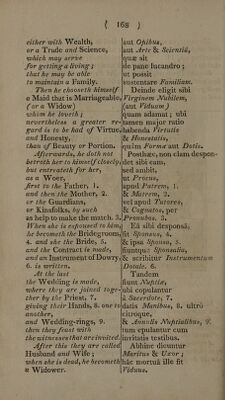 ( 168 )
either with Wealth,
or a Trade and Science,
which may serve
for getting a living;
that he may be able
to maintain a Family.
Then he chooseth himself
a Maid that is Marriageable,
(or a Widow)
whom he loveth;
nevertheless a greater re-
gard is to be had of Virtue,
and Honesty,
than of Beauty or Portion.
Afterwards, he doth not
betroth her to himself closely,
but entreateth for her,
as a Woer,
first to the Father, 1.
and then the Mother, 2.
or the Guardians,
or Kinsfolks, by such
as help to make the match. 3.
When she is espoused to him,
he becometh the Bridegroom,
4. and she the Bride, 5.
and the Contract is made,
and an Instrument of Dowry,
6. is written.
At the last
the Wedding is made,
where they are joined toge-
ther by the Priest, 7.
giving their Hands, 8. one to
another,
and Wedding-rings, 9.
then they feast with
the witnesses that are invited.
After this they are called
Husband and Wife;
when she is dead, he becometh
a Widower.
aut Opibus,
aut Arte & Scientiâ,
quæ sit
de pane lucrando;
ut possit
sustentare Familiam.
Deinde eligit sibi
Virginem Nubilem,
(aut Viduam)
quam adamat; ubi
tamen major ratio
habenda Virtutis
& Honestatis,
quàm Formæ aut Dotis.
Posthæc, non clam despon-
det sibi eam,
sed ambit,
ut Procus,
apud Patrem, 1.
& Matrem, 2.
vel apud Tutores,
& Cognatos, per
Pronubos. 3.
Eâ sibi desponsâ,
fit Sponsus, 4.
& ipsa Sponsa, 5.
fiuntque Sponsalia,
& scribitur Instrumentum
Dotale. 6.
Tandem
fiunt Nuptiæ,
ubi copulantur
à Sacerdote, 7.
datis Manibus, 8. ultrò
citroque,
& Annulis Nuptialibus, 9.
tum epulantur cum
invitatis testibus.
Abhinc dicuntur
Maritus & Uxor;
hâc mortuâ ille fit
Viduus.